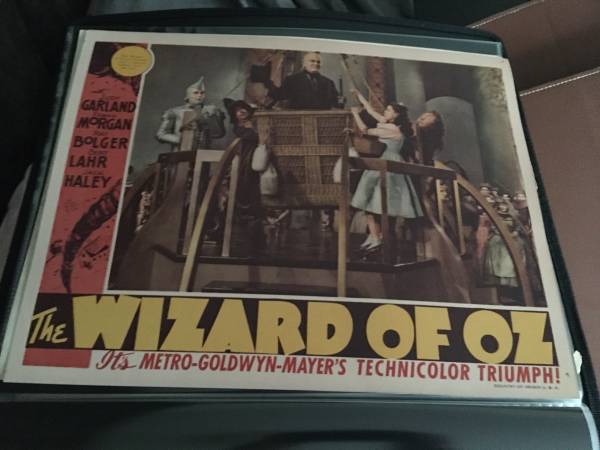 GARLAND
MORGAN
BOLGER
LAHR
HALEY
The WIZARD OF OZ
It's METRO-GOLDWYN-MAYER'S TECHNICOLOR TRIUMPH!